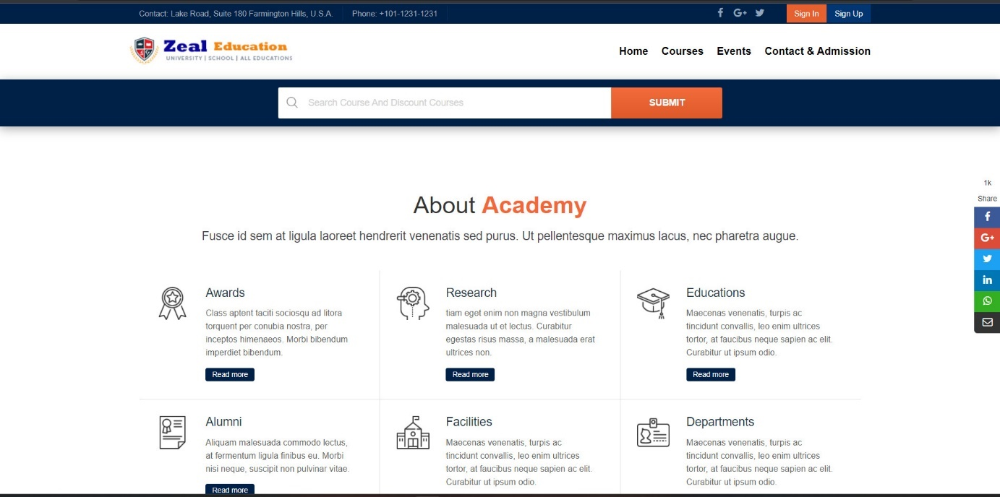 Contact: Lake Road, Suite 180 Farmington Hills, U.S.A.
Phone: +101-1231-1231
G+
Sign In
Sign Up
Zeal Education
UNIVERSITY | SCHOOL | ALL EDUCATIONS
Home
Courses
Events
Contact & Admission
Search Course And Discount Courses
SUBMIT
1k
Share
G+
in
About Academy
Fusce id sem at ligula laoreet hendrerit venenatis sed purus. Ut pellentesque maximus lacus, nec pharetra augue.
Awards
Class aptent taciti sociosqu ad litora
torquent per conubia nostra, per
inceptos himenaeos. Morbi bibendum
imperdiet bibendum.
Read more
Research
tiam eget enim non magna vestibulum
malesuada ut et lectus. Curabitur
egestas risus massa, a malesuada erat
ultrices non.
Read more
Educations
Maecenas venenatis, turpis ac
tincidunt convallis, leo enim ultrices
tortor, at faucibus neque sapien ac elit.
Curabitur ut ipsum odio.
Read more
Alumni
Aliquam malesuada commodo lectus,
at fermentum ligula finibus eu. Morbi
nisi neque, suscipit non pulvinar vitae.
Read more
Facilities
Maecenas venenatis, turpis ac
tincidunt convallis, leo enim ultrices
tortor, at faucibus neque sapien ac elit.
Curabitur ut ipsum odio.
Departments
Maecenas venenatis, turpis ac
tincidunt convallis, leo enim ultrices
tortor, at faucibus neque sapien ac elit.
Curabitur ut ipsum odio.